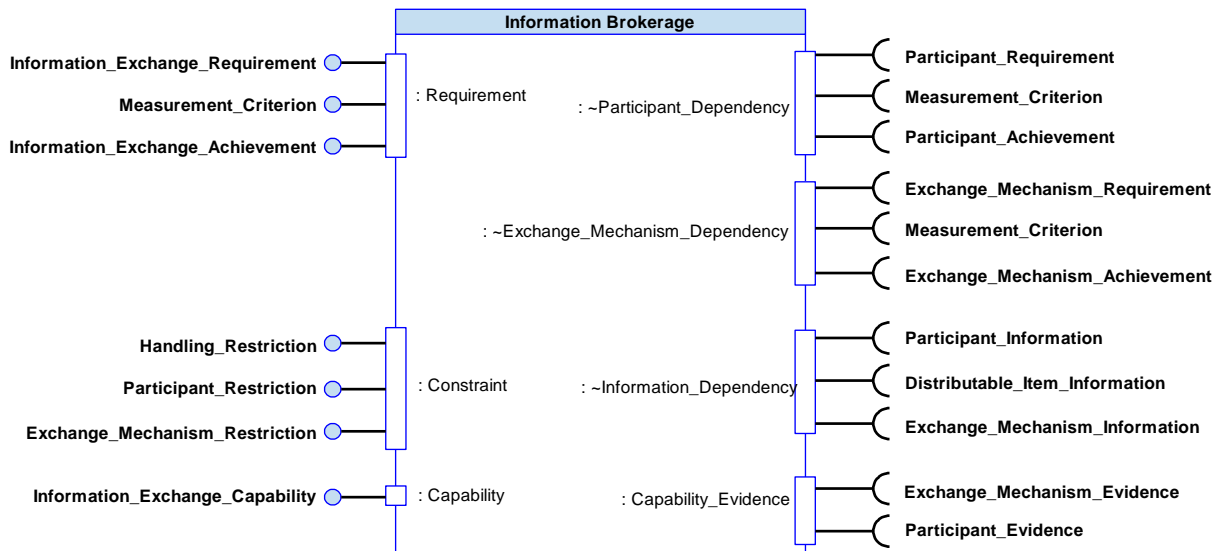 Information Brokerage
Information_Exchange_Requirement
Measurement_Criterion
Information_Exchange_Achievement
: Requirement
Handling_Restriction
Participant_Restriction
Exchange_Mechanism_Restriction
: Constraint
Information_Exchange_Capability
: Capability
: ~Participant_Dependency
Participant_Requirement
Measurement_Criterion
Participant_Achievement
: ~Exchange_Mechanism_Dependency
Exchange_Mechanism_Requirement
Measurement_Criterion
Exchange_Mechanism_Achievement
: ~Information_Dependency
Participant_Information
Distributable_Item_Information
Exchange_Mechanism_Information
: Capability_Evidence
Exchange_Mechanism_Evidence
Participant_Evidence